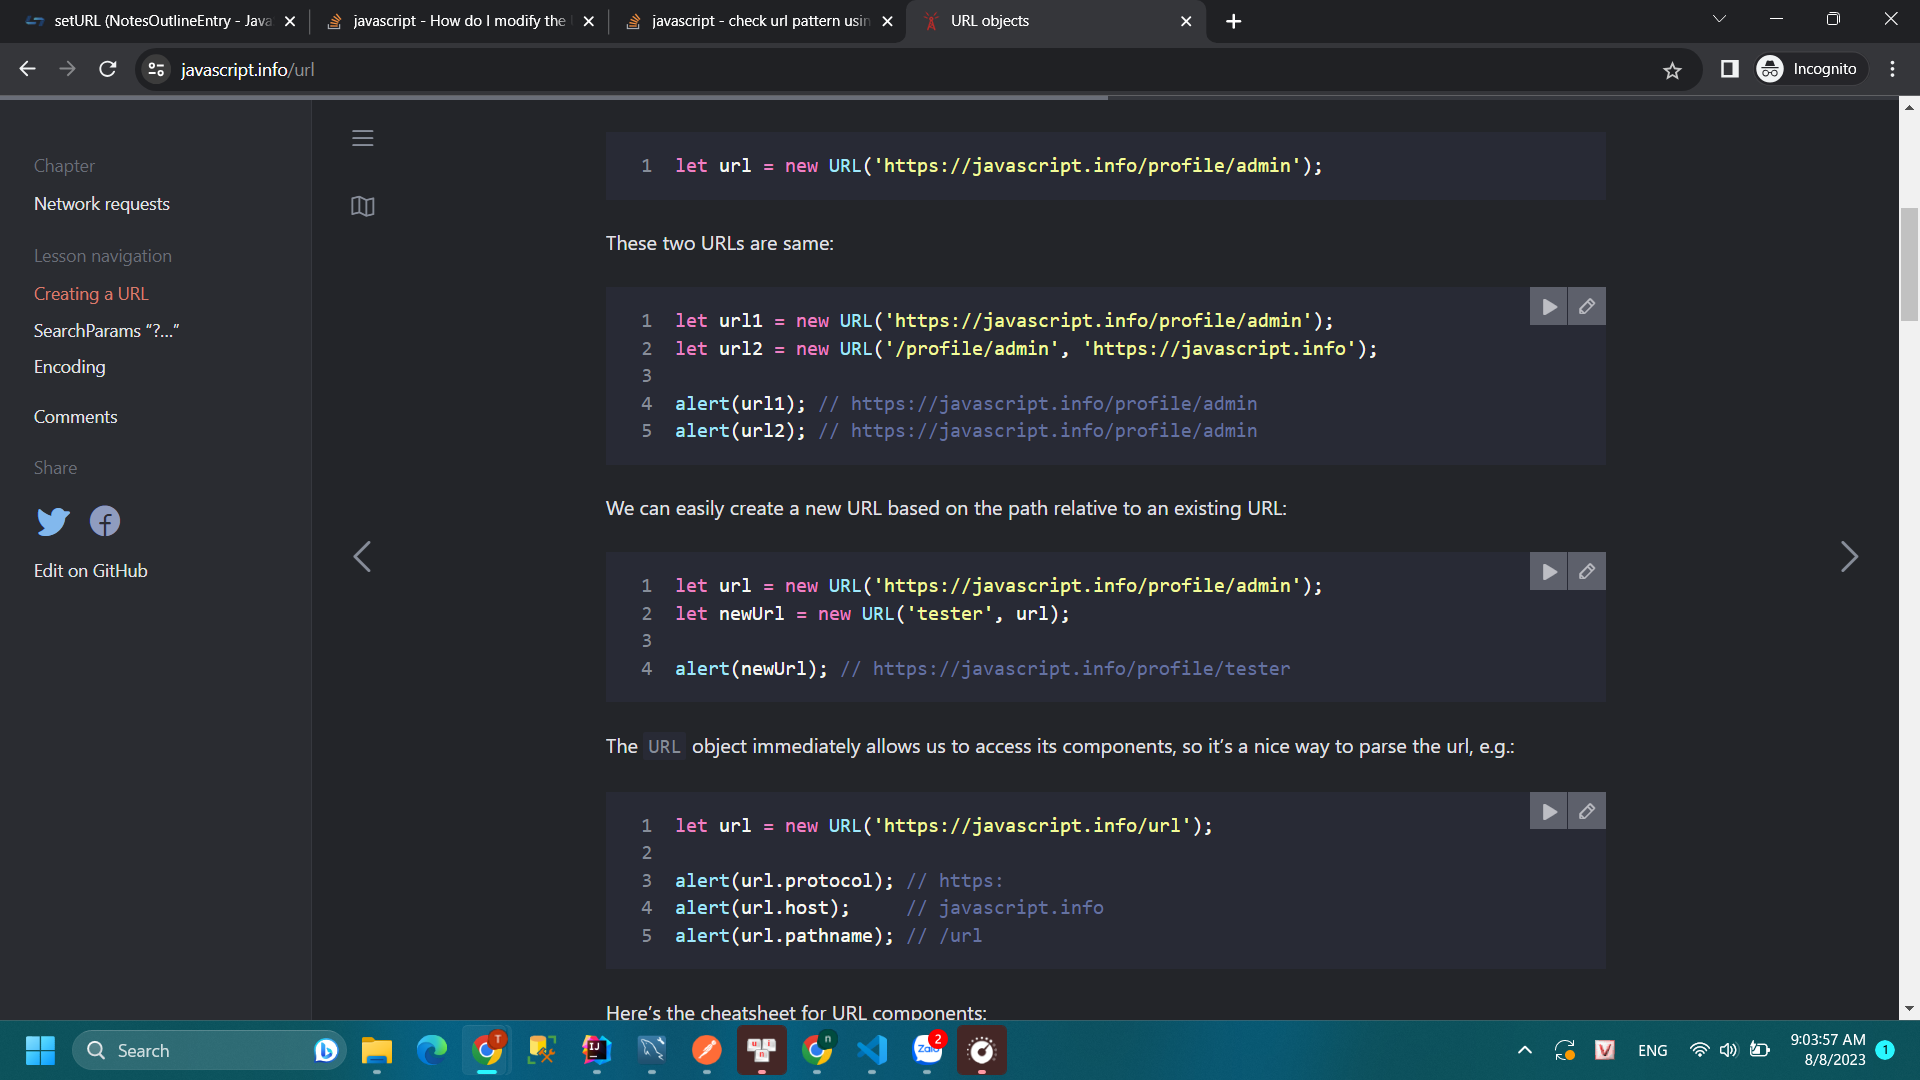 setURL (NotesOutlineEntry - Java
javascript - How do I modify the
javascript - check url pattern usin
URL objects
javascript.info/url
Incognito
Chapter
Network requests
Lesson navigation
Creating a URL
SearchParams “?…”
Encoding
Comments
Share
Edit on GitHub
1 let url = new URL('https://javascript.info/profile/admin');
These two URLs are same:
1 let url1 = new URL('https://javascript.info/profile/admin');
2 let url2 = new URL('/profile/admin', 'https://javascript.info');
3
4 alert(url1); // https://javascript.info/profile/admin
5 alert(url2); // https://javascript.info/profile/admin
We can easily create a new URL based on the path relative to an existing URL:
1 let url = new URL('https://javascript.info/profile/admin');
2 let newUrl = new URL('tester', url);
3
4 alert(newUrl); // https://javascript.info/profile/tester
The URL object immediately allows us to access its components, so it’s a nice way to parse the url, e.g.:
1 let url = new URL('https://javascript.info/url');
2
3 alert(url.protocol); // https:
4 alert(url.host); // javascript.info
5 alert(url.pathname); // /url
Here’s the cheatsheet for URL components:
Search
T
IJ
n
Zalo
2
V
ENG
9:03:57 AM
8/8/2023
1